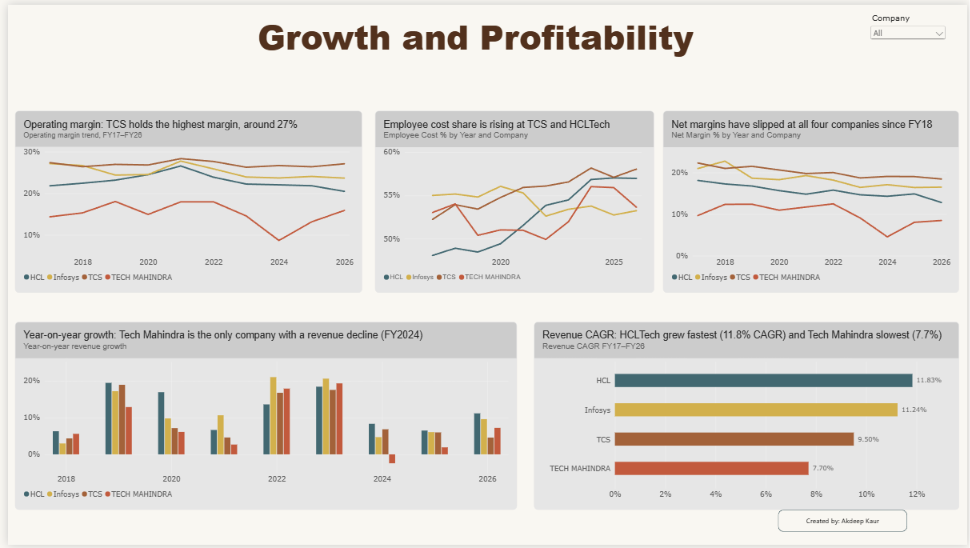 Growth and Profitability
Company
All
Operating margin: TCS holds the highest margin, around 27%
Operating margin trend, FY17–FY26
30%
20%
10%
2018 2020 2022 2024 2026
HCL Infosys TCS TECH MAHINDRA
Employee cost share is rising at TCS and HCLTech
Employee Cost % by Year and Company
60%
55%
50%
2020 2025
HCL Infosys TCS TECH MAHINDRA
Net margins have slipped at all four companies since FY18
Net Margin % by Year and Company
20%
10%
0%
2018 2020 2022 2024 2026
HCL Infosys TCS TECH MAHINDRA
Year-on-year growth: Tech Mahindra is the only company with a revenue decline (FY2024)
Year-on-year revenue growth
20%
10%
0%
2018 2020 2022 2024 2026
HCL Infosys TCS TECH MAHINDRA
Revenue CAGR: HCLTech grew fastest (11.8% CAGR) and Tech Mahindra slowest (7.7%)
Revenue CAGR FY17–FY26
HCL 11.83%
Infosys 11.24%
TCS 9.50%
TECH MAHINDRA 7.70%
0% 2% 4% 6% 8% 10% 12%
Created by: Akdeep Kaur